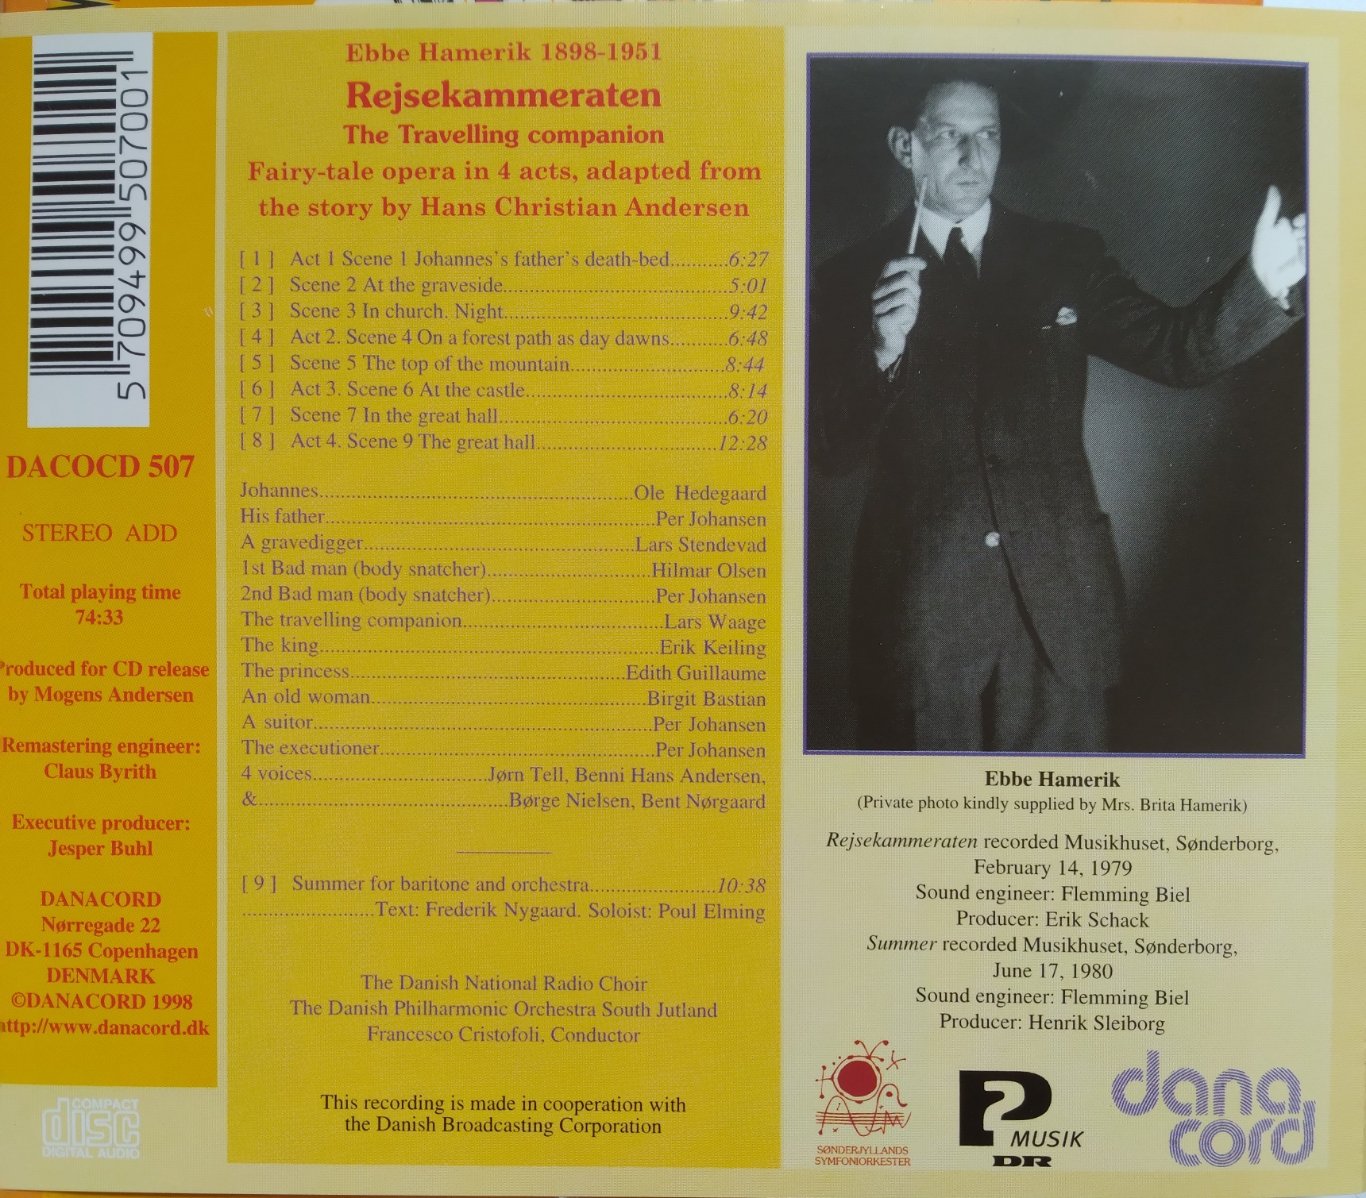 5 709499 507001
DACOCD 507
STEREO ADD
Total playing time
74:33
Produced for CD release
by Mogens Andersen
Remastering engineer:
Claus Byrith
Executive producer:
Jesper Buhl
DANACORD
Nørregade 22
DK-1165 Copenhagen
DENMARK
©DANACORD 1998
http://www.danacord.dk
COMPACT
disc
DIGITAL AUDIO
Ebbe Hamerik 1898-1951
Rejsekammeraten
The Travelling companion
Fairy-tale opera in 4 acts, adapted from
the story by Hans Christian Andersen
[ 1 ] Act 1 Scene 1 Johannes's father's death-bed..........6:27
[ 2 ] Scene 2 At the graveside.......................................5:01
[ 3 ] Scene 3 In church. Night.......................................9:42
[ 4 ] Act 2. Scene 4 On a forest path as day dawns..........6:48
[ 5 ] Scene 5 The top of the mountain...........................8:44
[ 6 ] Act 3. Scene 6 At the castle...................................8:14
[ 7 ] Scene 7 In the great hall........................................6:20
[ 8 ] Act 4. Scene 9 The great hall................................12:28
Johannes......................................................Ole Hedegaard
His father.........................................................Per Johansen
A gravedigger...............................................Lars Stendevad
1st Bad man (body snatcher)............................Hilmar Olsen
2nd Bad man (body snatcher)............................Per Johansen
The travelling companion.......................................Lars Waage
The king..........................................................Erik Keiling
The princess...............................................Edith Guillaume
An old woman...............................................Birgit Bastian
A suitor..........................................................Per Johansen
The executioner...............................................Per Johansen
4 voices..............................Jørn Tell, Benni Hans Andersen,
&...........................................Børge Nielsen, Bent Nørgaard
[ 9 ] Summer for baritone and orchestra......................10:38
.......................Text: Frederik Nygaard. Soloist: Poul Elming
The Danish National Radio Choir
The Danish Philharmonic Orchestra South Jutland
Francesco Cristofoli, Conductor
This recording is made in cooperation with
the Danish Broadcasting Corporation
Ebbe Hamerik
(Private photo kindly supplied by Mrs. Brita Hamerik)
Rejsekammeraten recorded Musikhuset, Sønderborg,
February 14, 1979
Sound engineer: Flemming Biel
Producer: Erik Schack
Summer recorded Musikhuset, Sønderborg,
June 17, 1980
Sound engineer: Flemming Biel
Producer: Henrik Sleiborg
SØNDERJYLLANDS
SYMFONIORKESTER
P2
MUSIK
DR
dana
cord